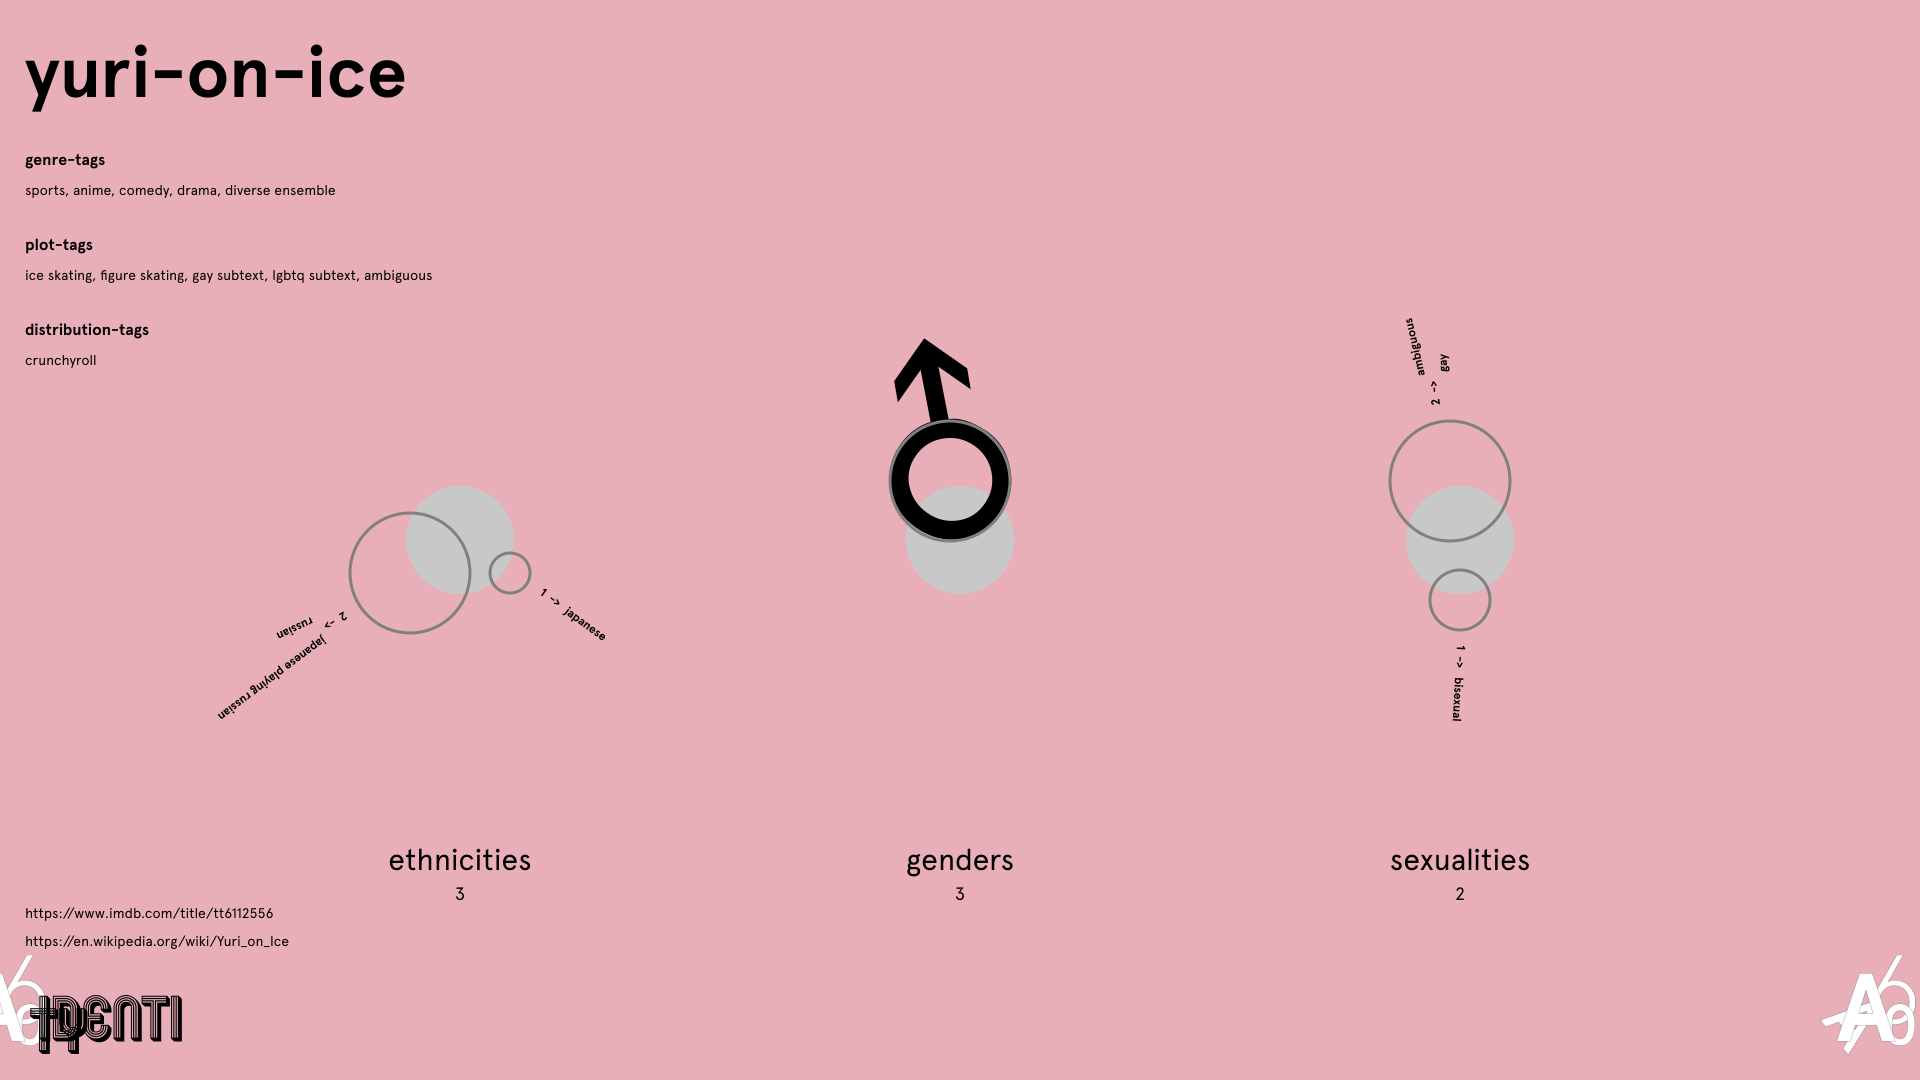 yuri-on-ice
genre-tags
sports, anime, comedy, drama, diverse ensemble
plot-tags
ice skating, figure skating, gay subtext, lgbtq subtext, ambiguous
distribution-tags
crunchyroll
2 ->
russian
japanese playing russian
1 -> japanese
2 ->
ambiguous
gay
1 -> bisexual
ethnicities
3
genders
3
sexualities
2
https://www.imdb.com/title/tt6112556
https://en.wikipedia.org/wiki/Yuri_on_Ice
IDENTI